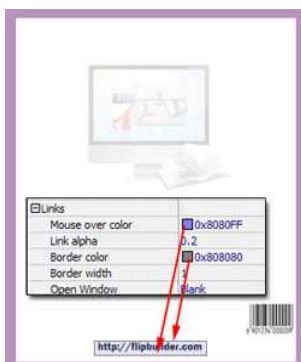 Links
Mouse over color 0x8080FF
Link alpha 0.2
Border color 0x808080
Border width 1
Open Window Blank
http://flipbuilder.com